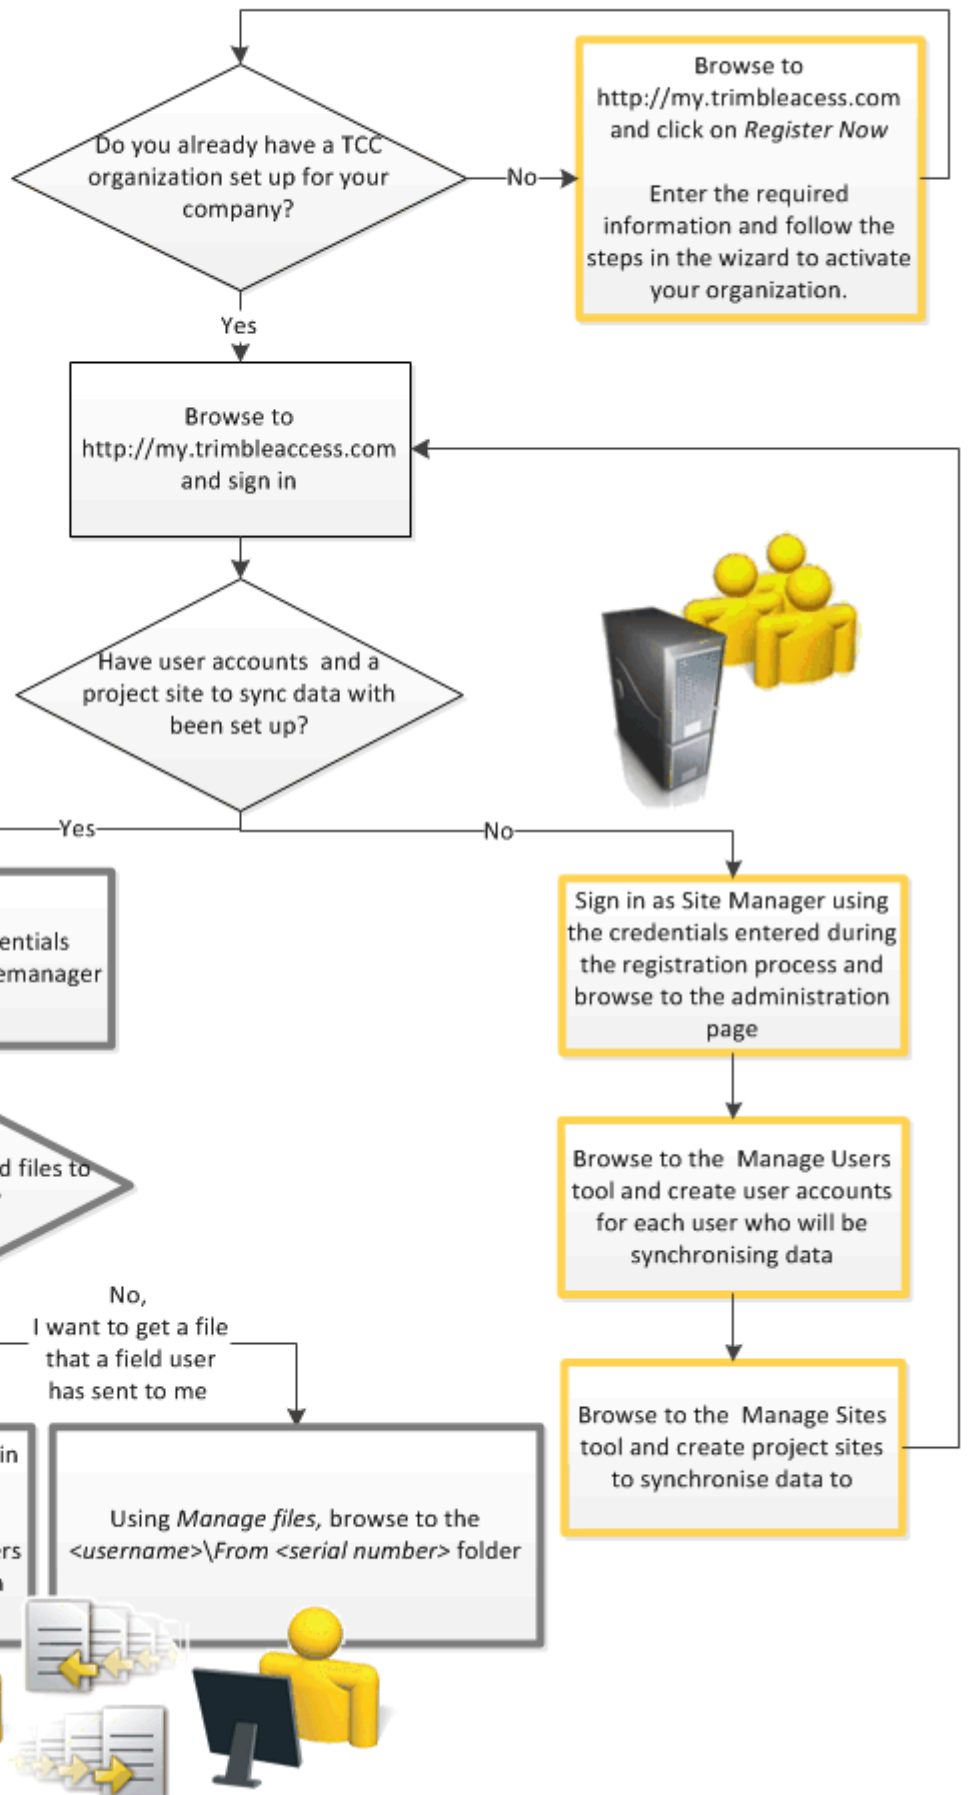 Do you already have a TCC
organization set up for your
company?
No
Browse to
http://my.trimbleacess.com
and click on Register Now
Enter the required
information and follow the
steps in the wizard to activate
your organization.
Yes
Browse to
http://my.trimbleaccess.com
and sign in
Have user accounts and a
project site to sync data with
been set up?
Yes
No
entials
emanager
Sign in as Site Manager using
the credentials entered during
the registration process and
browse to the administration
page
d files to
Browse to the Manage Users
tool and create user accounts
for each user who will be
synchronising data
No,
I want to get a file
that a field user
has sent to me
Browse to the Manage Sites
tool and create project sites
to synchronise data to
in
ers
Using Manage files, browse to the
<username>\From <serial number> folder